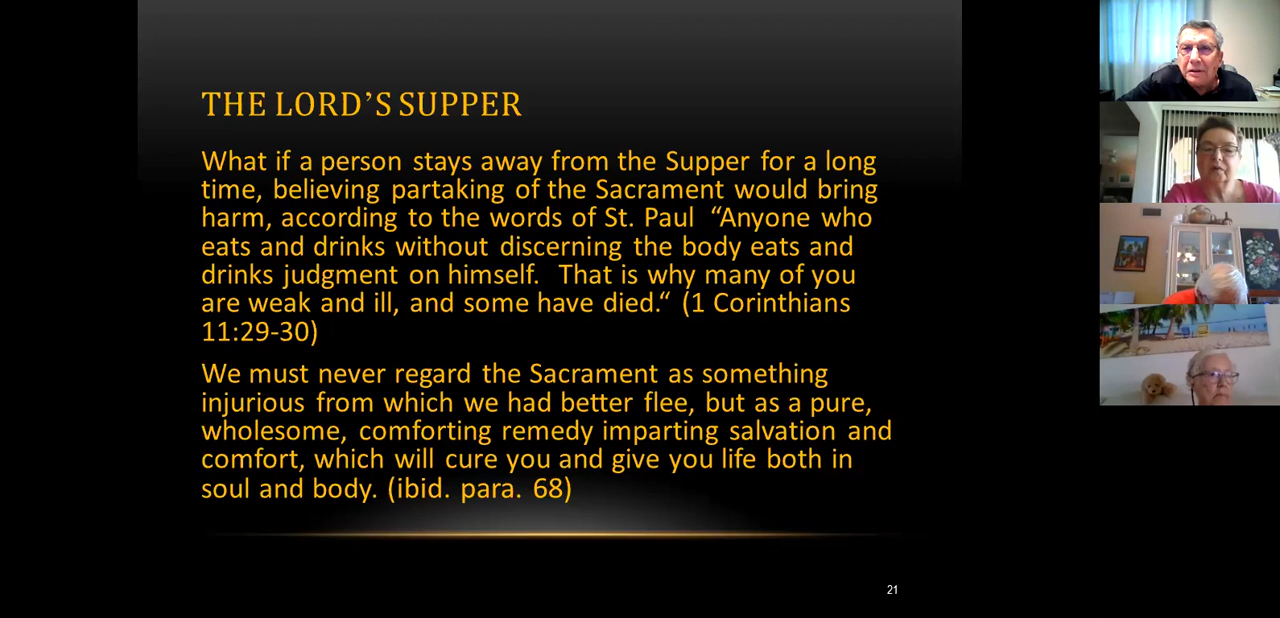 THE LORD’S SUPPER
What if a person stays away from the Supper for a long
time, believing partaking of the Sacrament would bring
harm, according to the words of St. Paul “Anyone who
eats and drinks without discerning the body eats and
drinks judgment on himself. That is why many of you
are weak and ill, and some have died.“ (1 Corinthians
11:29-30)
We must never regard the Sacrament as something
injurious from which we had better flee, but as a pure,
wholesome, comforting remedy imparting salvation and
comfort, which will cure you and give you life both in
soul and body. (ibid. para. 68)
21